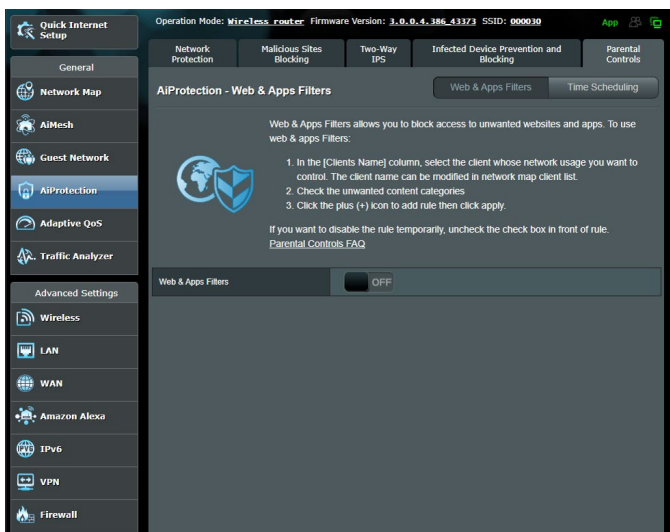 Quick Internet
Setup
Operation Mode: Wireless router Firmware Version: 3.0.0.4.386_43373 SSID: 000030
App
General
Network Map
AiMesh
Guest Network
AiProtection
Adaptive QoS
Traffic Analyzer
Advanced Settings
Wireless
LAN
WAN
Amazon Alexa
IPv6
VPN
Firewall
Network
Protection
Malicious Sites
Blocking
Two-Way
IPS
Infected Device Prevention and
Blocking
Parental
Controls
AiProtection - Web & Apps Filters
Web & Apps Filters
Time Scheduling
Web & Apps Filters allows you to block access to unwanted websites and apps. To use
web & apps Filters:
1. In the [Clients Name] column, select the client whose network usage you want to
control. The client name can be modified in network map client list.
2. Check the unwanted content categories
3. Click the plus (+) icon to add rule then click apply.
If you want to disable the rule temporarily, uncheck the check box in front of rule.
Parental Controls FAQ
Web & Apps Filters
OFF